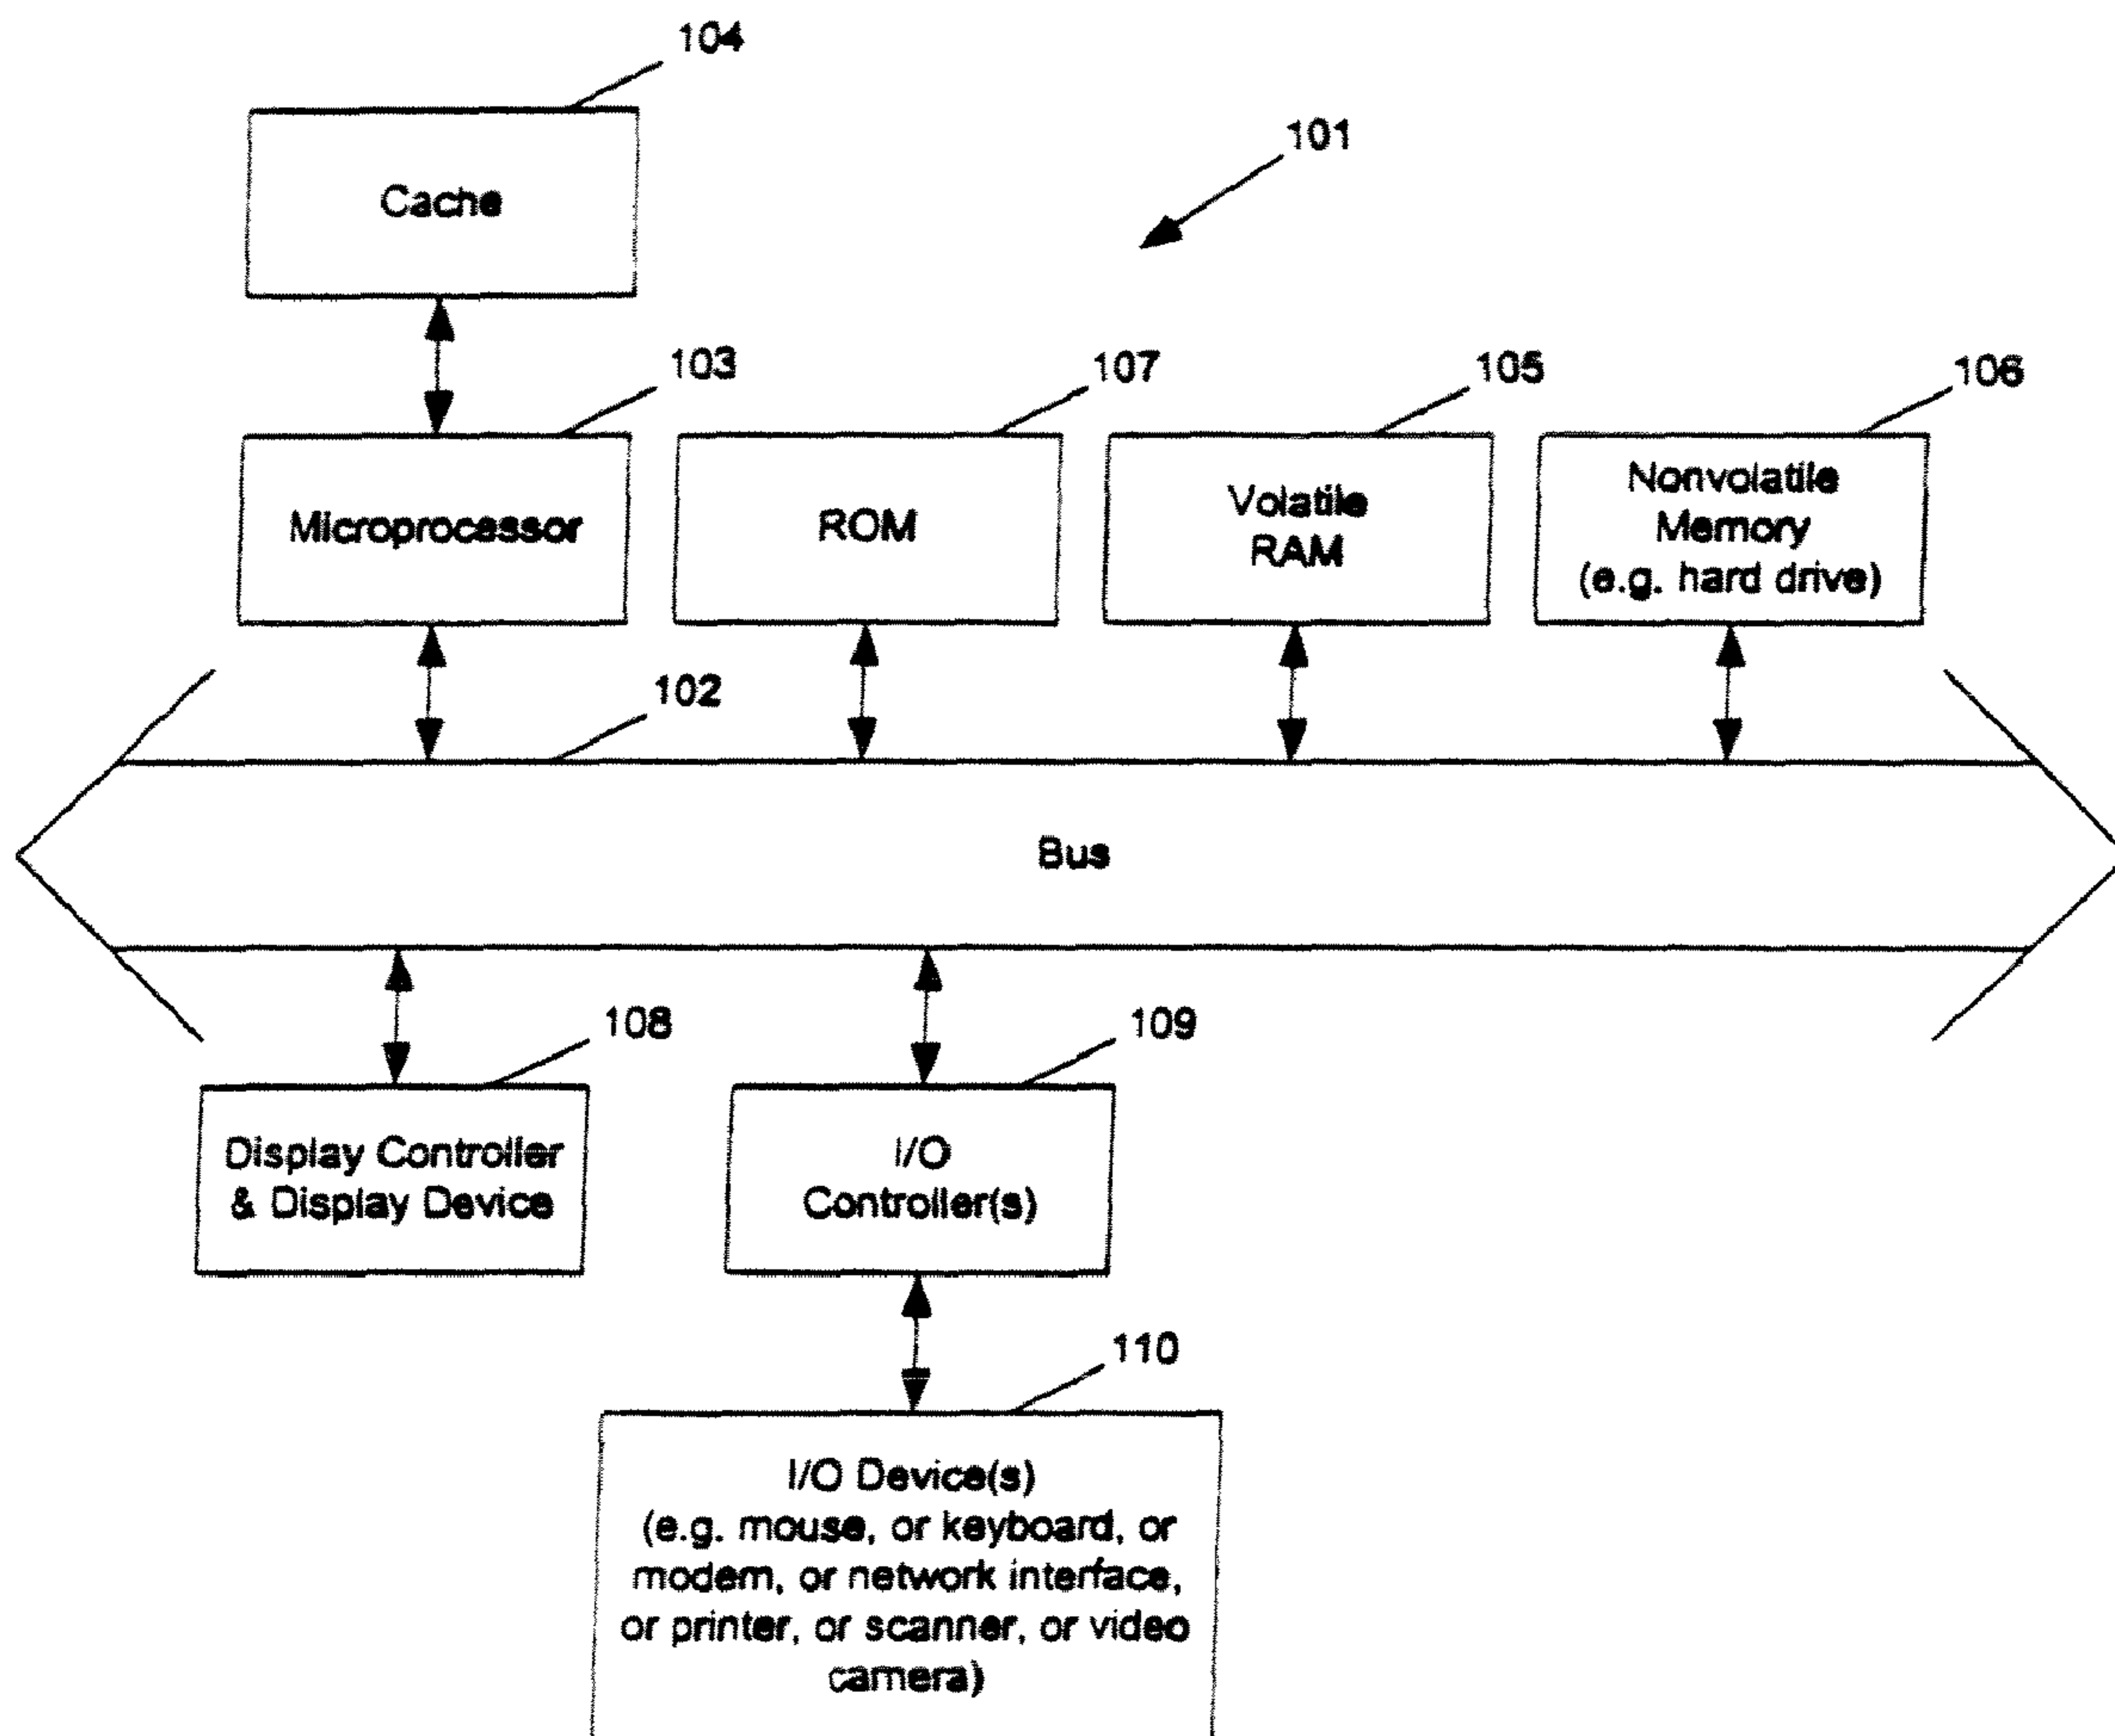 104
101
Cache
103
107
105
106
Microprocessor
ROM
Volatile
RAM
Nonvolatile
Memory
(e.g. hard drive)
102
Bus
108
109
Display Controller
& Display Device
I/O
Controller(s)
110
I/O Device(s)
(e.g. mouse, or keyboard, or
modem, or network interface,
or printer, or scanner, or video
camera)